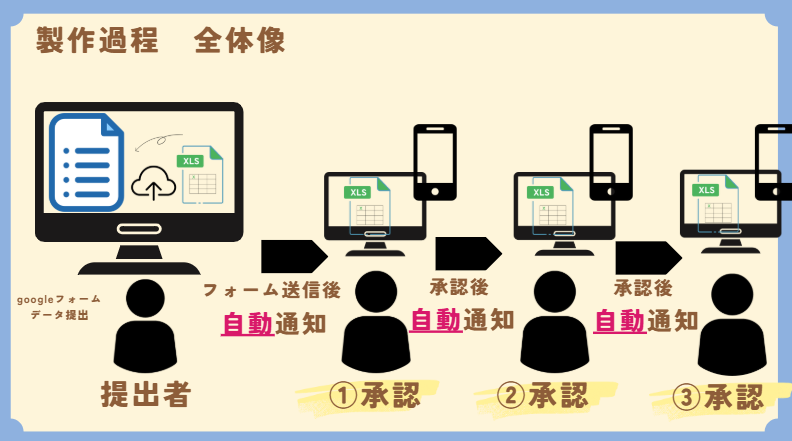 製作過程　全体像
XLS
XLS
XLS
XLS
googleフォーム
データ提出
フォーム送信後
自動通知
承認後
自動通知
承認後
自動通知
提出者
①承認
②承認
③承認